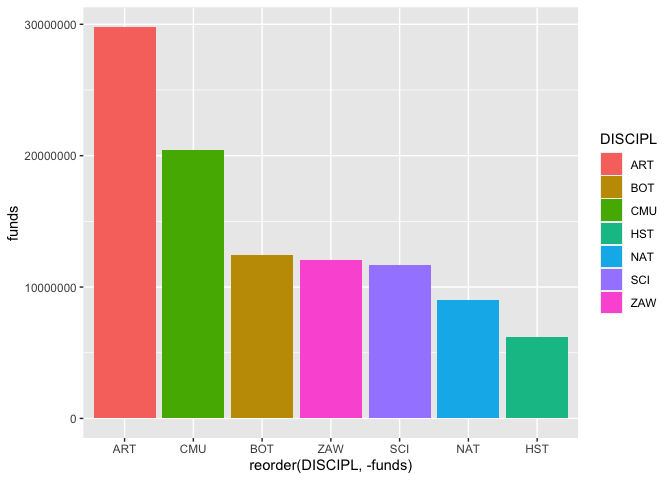 funds
30000000
20000000
10000000
0
ART CMU BOT ZAW SCI NAT HST
reorder(DISCIPL, -funds)
DISCIPL
ART
BOT
CMU
HST
NAT
SCI
ZAW